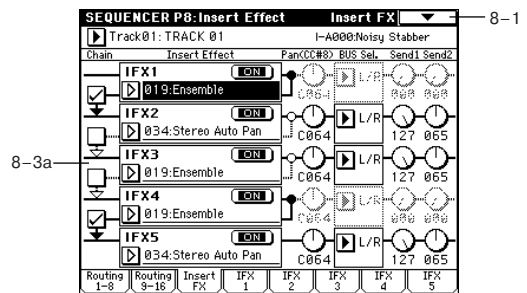 SEQUENCER P8:Insert Effect Insert FX
8-1
Track01: TRACK 01 I-A000:Noisy Stabber
Chain Insert Effect Pan(CC#8) BUS Sel. Send1 Send2
IFX1 ON
019:Ensemble C064 L/R 000 000
IFX2 ON
034:Stereo Auto Pan C064 L/R 127 065
8-3a
IFX3 ON
019:Ensemble C064 L/R 127 065
IFX4 ON
019:Ensemble C064 L/R 000 000
IFX5 ON
034:Stereo Auto Pan C064 L/R 127 065
Routing 1-8 Routing 9-16 Insert FX IFX 1 IFX 2 IFX 3 IFX 4 IFX 5